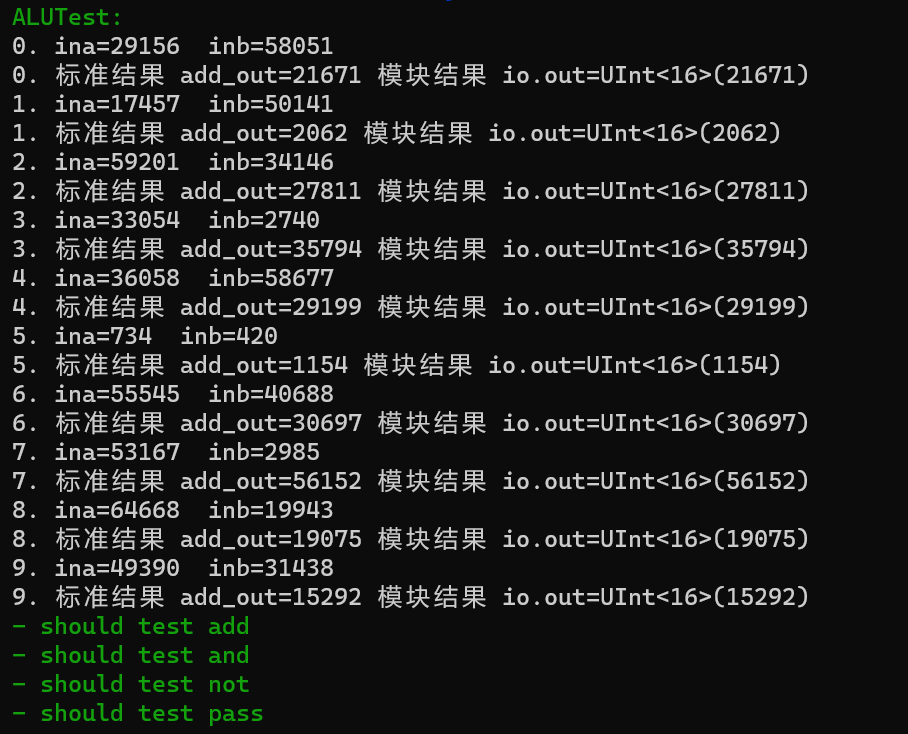 ALUTest:
0. ina=29156  inb=58051
0. 标准结果 add_out=21671 模块结果 io.out=UInt<16>(21671)
1. ina=17457  inb=50141
1. 标准结果 add_out=2062 模块结果 io.out=UInt<16>(2062)
2. ina=59201  inb=34146
2. 标准结果 add_out=27811 模块结果 io.out=UInt<16>(27811)
3. ina=33054  inb=2740
3. 标准结果 add_out=35794 模块结果 io.out=UInt<16>(35794)
4. ina=36058  inb=58677
4. 标准结果 add_out=29199 模块结果 io.out=UInt<16>(29199)
5. ina=734  inb=420
5. 标准结果 add_out=1154 模块结果 io.out=UInt<16>(1154)
6. ina=55545  inb=40688
6. 标准结果 add_out=30697 模块结果 io.out=UInt<16>(30697)
7. ina=53167  inb=2985
7. 标准结果 add_out=56152 模块结果 io.out=UInt<16>(56152)
8. ina=64668  inb=19943
8. 标准结果 add_out=19075 模块结果 io.out=UInt<16>(19075)
9. ina=49390  inb=31438
9. 标准结果 add_out=15292 模块结果 io.out=UInt<16>(15292)
- should test add
- should test and
- should test not
- should test pass